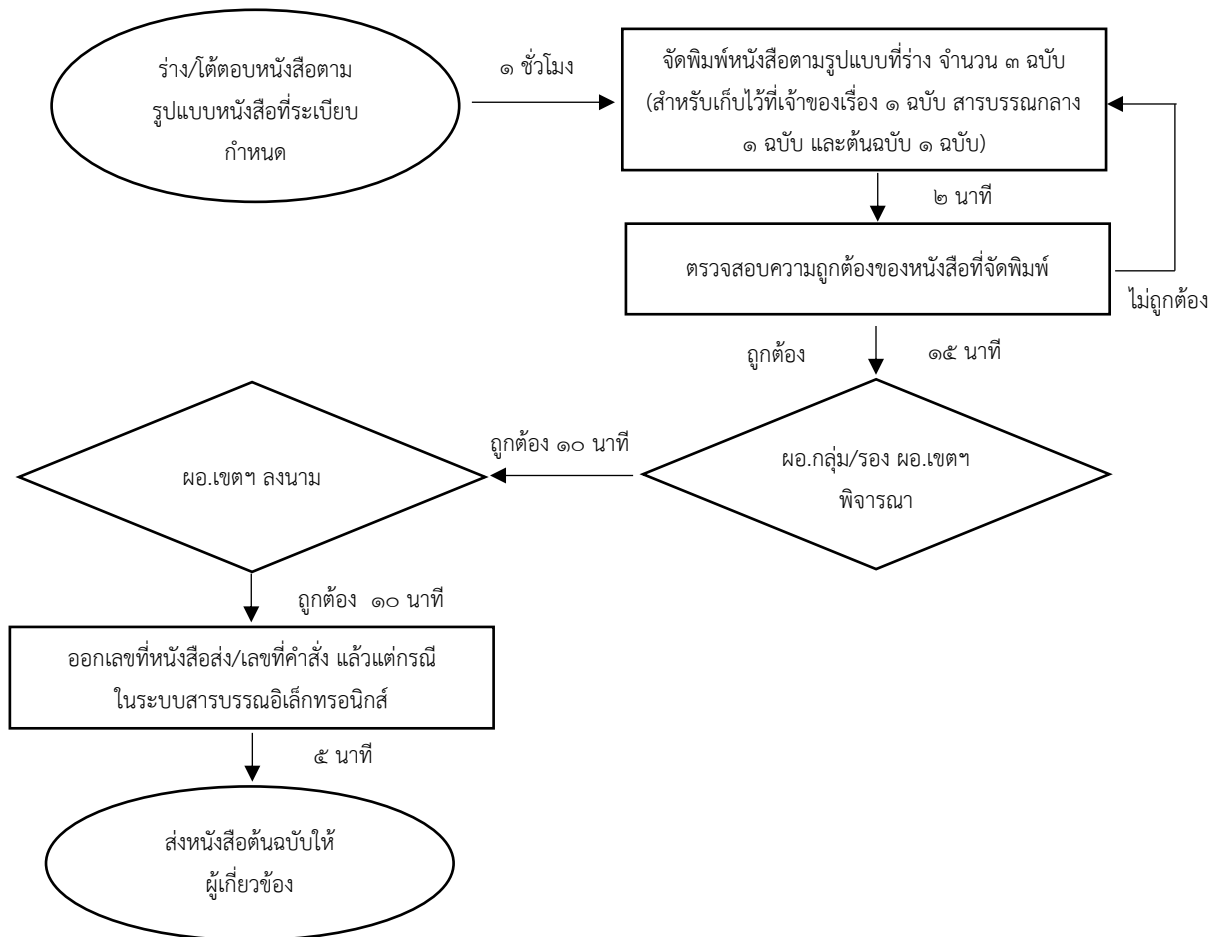 ร่าง/โต้ตอบหนังสือตาม
รูปแบบหนังสือที่ระเบียบ
กำหนด
๑ ชั่วโมง
จัดพิมพ์หนังสือตามรูปแบบที่ร่าง จำนวน ๓ ฉบับ
(สำหรับเก็บไว้ที่เจ้าของเรื่อง ๑ ฉบับ สารบรรณกลาง
๑ ฉบับ และต้นฉบับ ๑ ฉบับ)
๒ นาที
ตรวจสอบความถูกต้องของหนังสือที่จัดพิมพ์
ไม่ถูกต้อง
ถูกต้อง
๑๕ นาที
ผอ.กลุ่ม/รอง ผอ.เขตฯ
พิจารณา
ถูกต้อง ๑๐ นาที
ผอ.เขตฯ ลงนาม
ถูกต้อง ๑๐ นาที
ออกเลขที่หนังสือส่ง/เลขที่คำสั่ง แล้วแต่กรณี
ในระบบสารบรรณอิเล็กทรอนิกส์
๕ นาที
ส่งหนังสือต้นฉบับให้
ผู้เกี่ยวข้อง